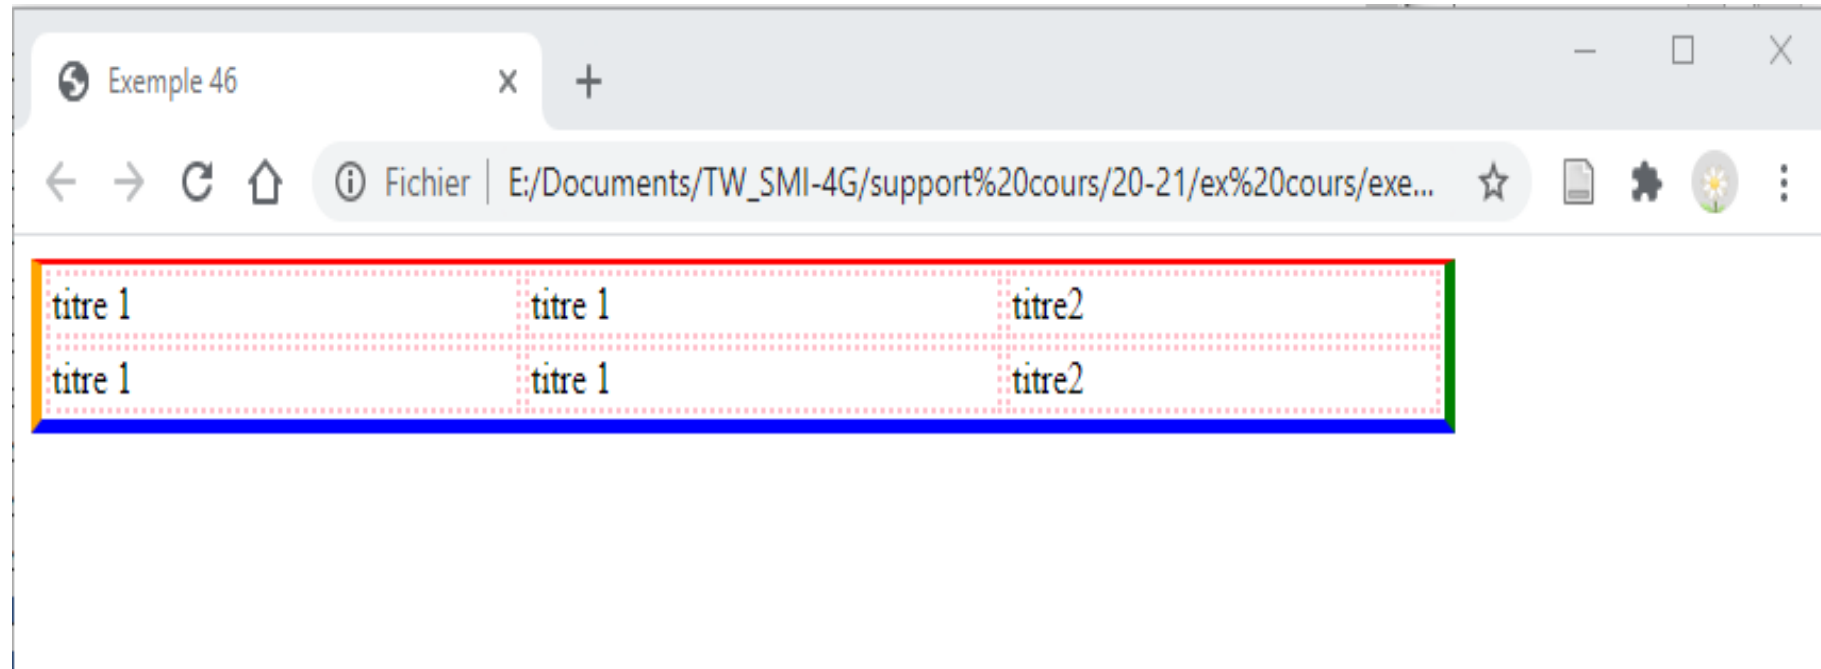 Exemple 46
Fichier E:/Documents/TW_SMI-4G/support%20cours/20-21/ex%20cours/exe...
titre 1 titre 1 titre2
titre 1 titre 1 titre2